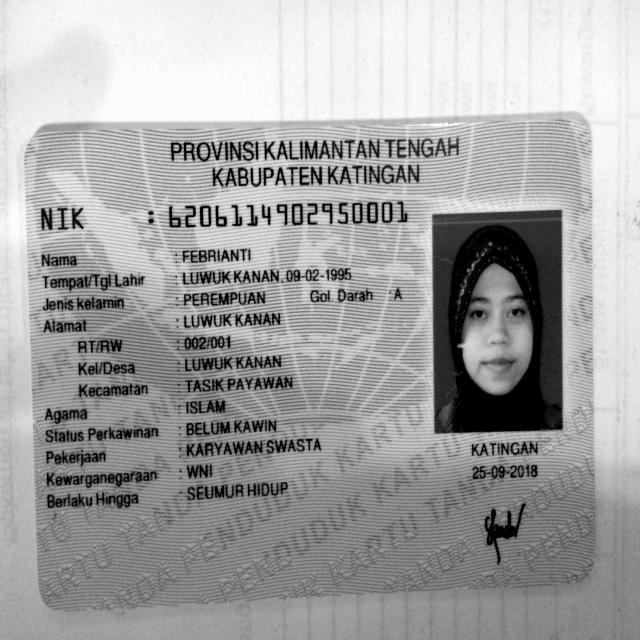 PROVINSI KALIMANTAN TENGAH
KABUPATEN KATINGAN
NIK : 6206114902950001
Nama : FEBRIANTI
Tempat/Tgl Lahir : LUWUK KANAN, 09-02-1995
Jenis kelamin : PEREMPUAN Gol. Darah : A
Alamat : LUWUK KANAN
RT/RW : 002/001
Kel/Desa : LUWUK KANAN
Kecamatan : TASIK PAYAWAN
Agama : ISLAM
Status Perkawinan : BELUM KAWIN
Pekerjaan : KARYAWAN SWASTA
Kewarganegaraan : WNI
Berlaku Hingga : SEUMUR HIDUP
KATINGAN
25-09-2018
KARTU TANDA PENDUDUK